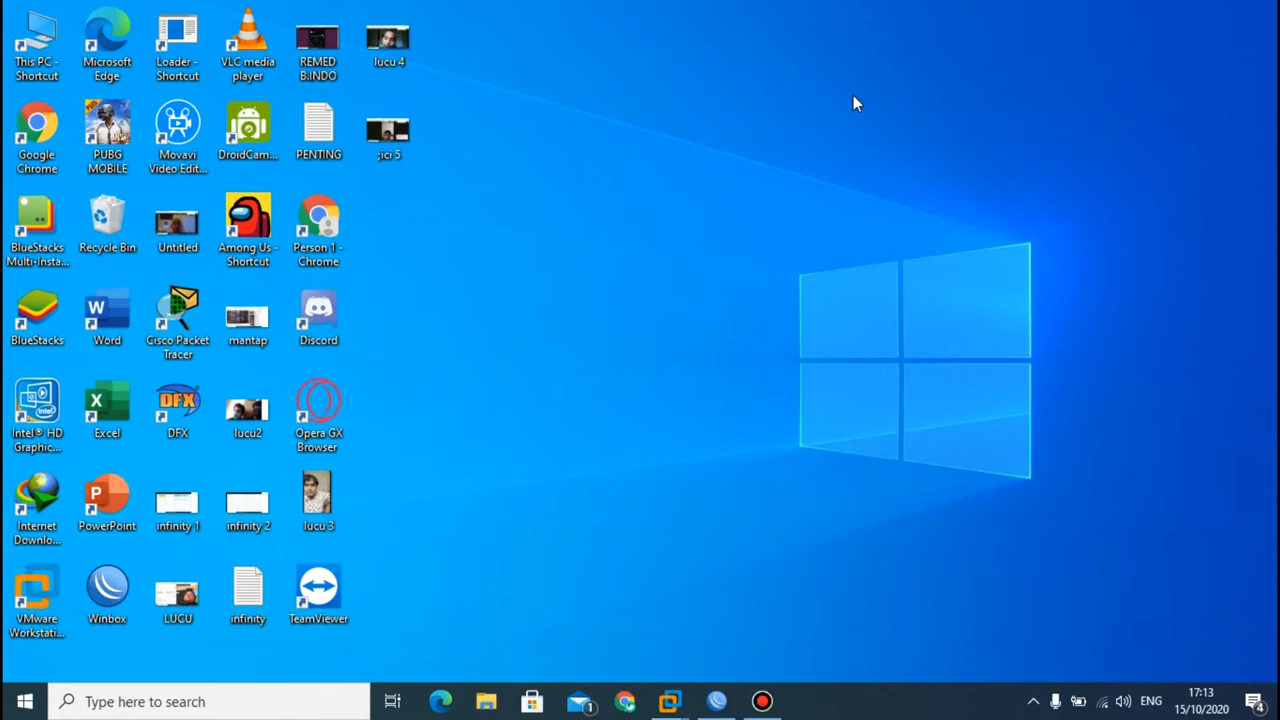 This PC -
Shortcut
Microsoft
Edge
Loader -
Shortcut
VLC media
player
REMED
B.INDO
lucu 4
Google
Chrome
PUBG
MOBILE
Movavi
Video Edit...
DroidCam...
PENTING
;ici 5
BlueStacks
Multi-Insta...
Recycle Bin
Untitled
Among Us -
Shortcut
Person 1 -
Chrome
BlueStacks
Word
Cisco Packet
Tracer
mantap
Discord
Intel® HD
Graphic...
Excel
DFX
DFX
lucu2
Opera GX
Browser
Internet
Downlo...
PowerPoint
infinity 1
infinity 2
lucu 3
VMware
Workstati...
Winbox
LUCU
infinity
TeamViewer
Type here to search
1
ENG
17:13
15/10/2020
4